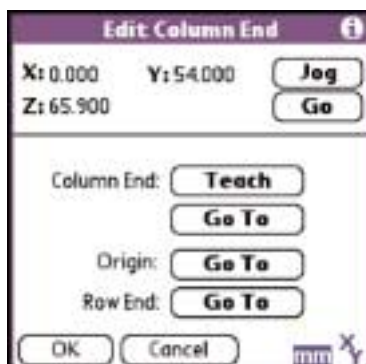 Edit Column End i
X: 0.000 Y: 54.000 Jog
Z: 65.900 Go
Column End: Teach
Go To
Origin: Go To
Row End: Go To
OK Cancel mm X Y